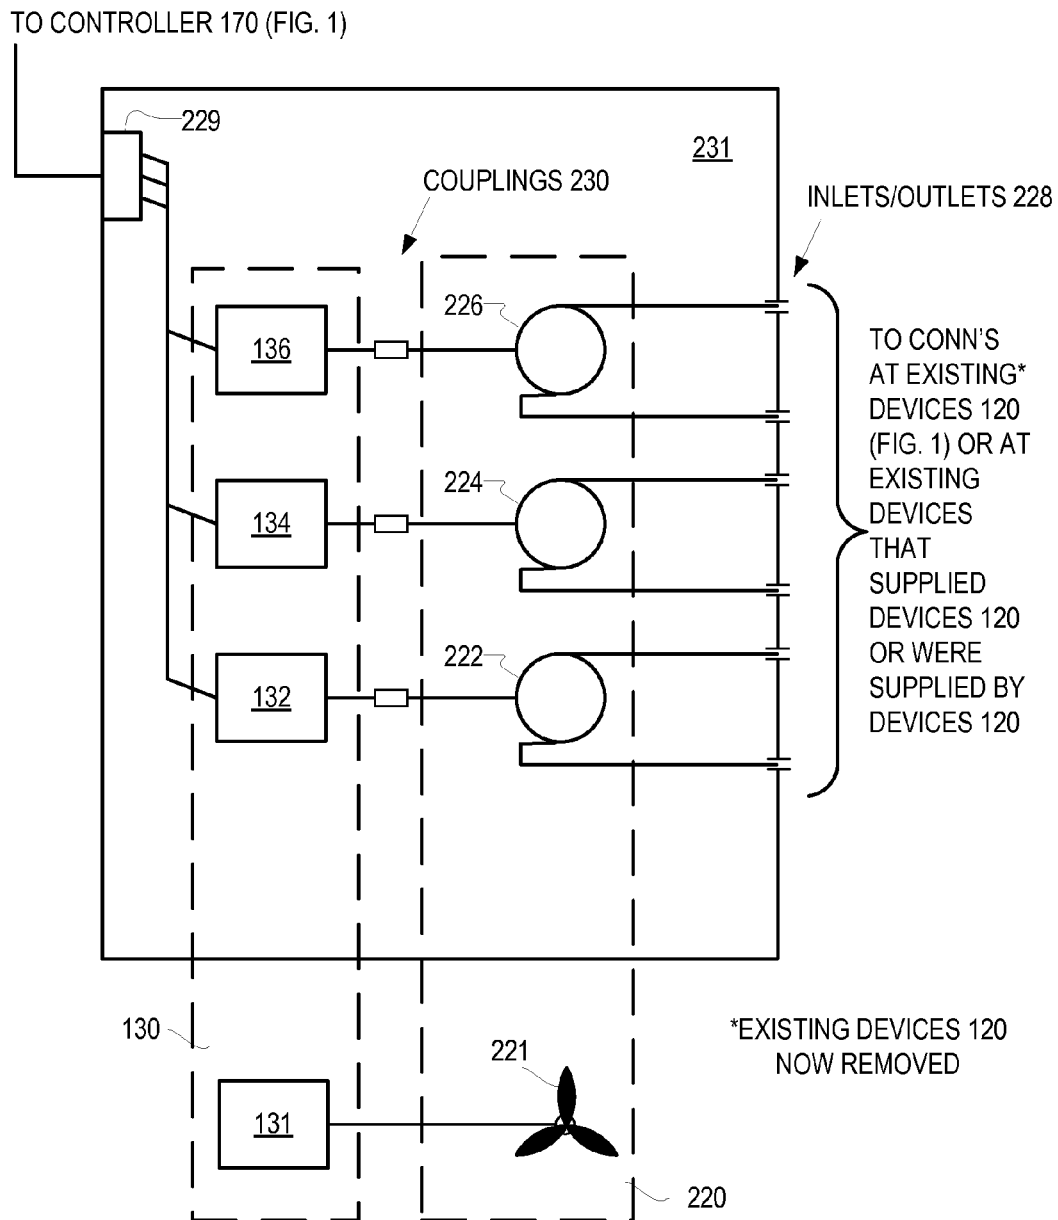 TO CONTROLLER 170 (FIG. 1)
229
231
COUPLINGS 230
INLETS/OUTLETS 228
226
136
TO CONN'S
AT EXISTING*
DEVICES 120
(FIG. 1) OR AT
EXISTING
DEVICES
THAT
SUPPLIED
DEVICES 120
OR WERE
SUPPLIED BY
DEVICES 120
224
134
222
132
130
221
*EXISTING DEVICES 120
NOW REMOVED
131
220